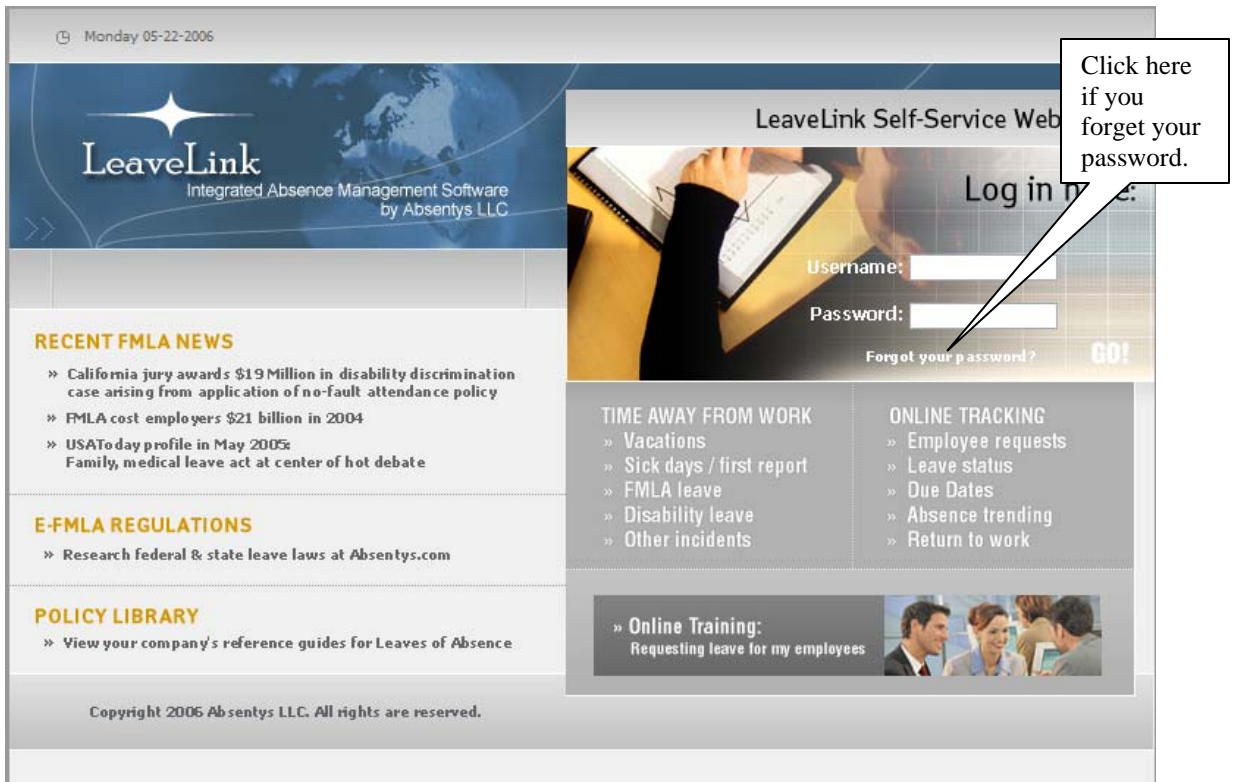 Monday 05-22-2006
Click here
if you
forget your
password.
LeaveLink
Integrated Absence Management Software
by Absentys LLC
LeaveLink Self-Service Web
Log in
Username:
Password:
Forgot your password?
GO!
RECENT FMLA NEWS
» California jury awards $19 Million in disability discrimination
case arising from application of no-fault attendance policy
» FMLA cost employers $21 billion in 2004
» USAToday profile in May 2005:
Family, medical leave act at center of hot debate
E-FMLA REGULATIONS
» Research federal & state leave laws at Absentys.com
POLICY LIBRARY
» View your company's reference guides for Leaves of Absence
TIME AWAY FROM WORK
» Vacations
» Sick days / first report
» FMLA leave
» Disability leave
» Other incidents
ONLINE TRACKING
» Employee requests
» Leave status
» Due Dates
» Absence trending
» Return to work
» Online Training:
Requesting leave for my employees
Copyright 2006 Absentys LLC. All rights are reserved.